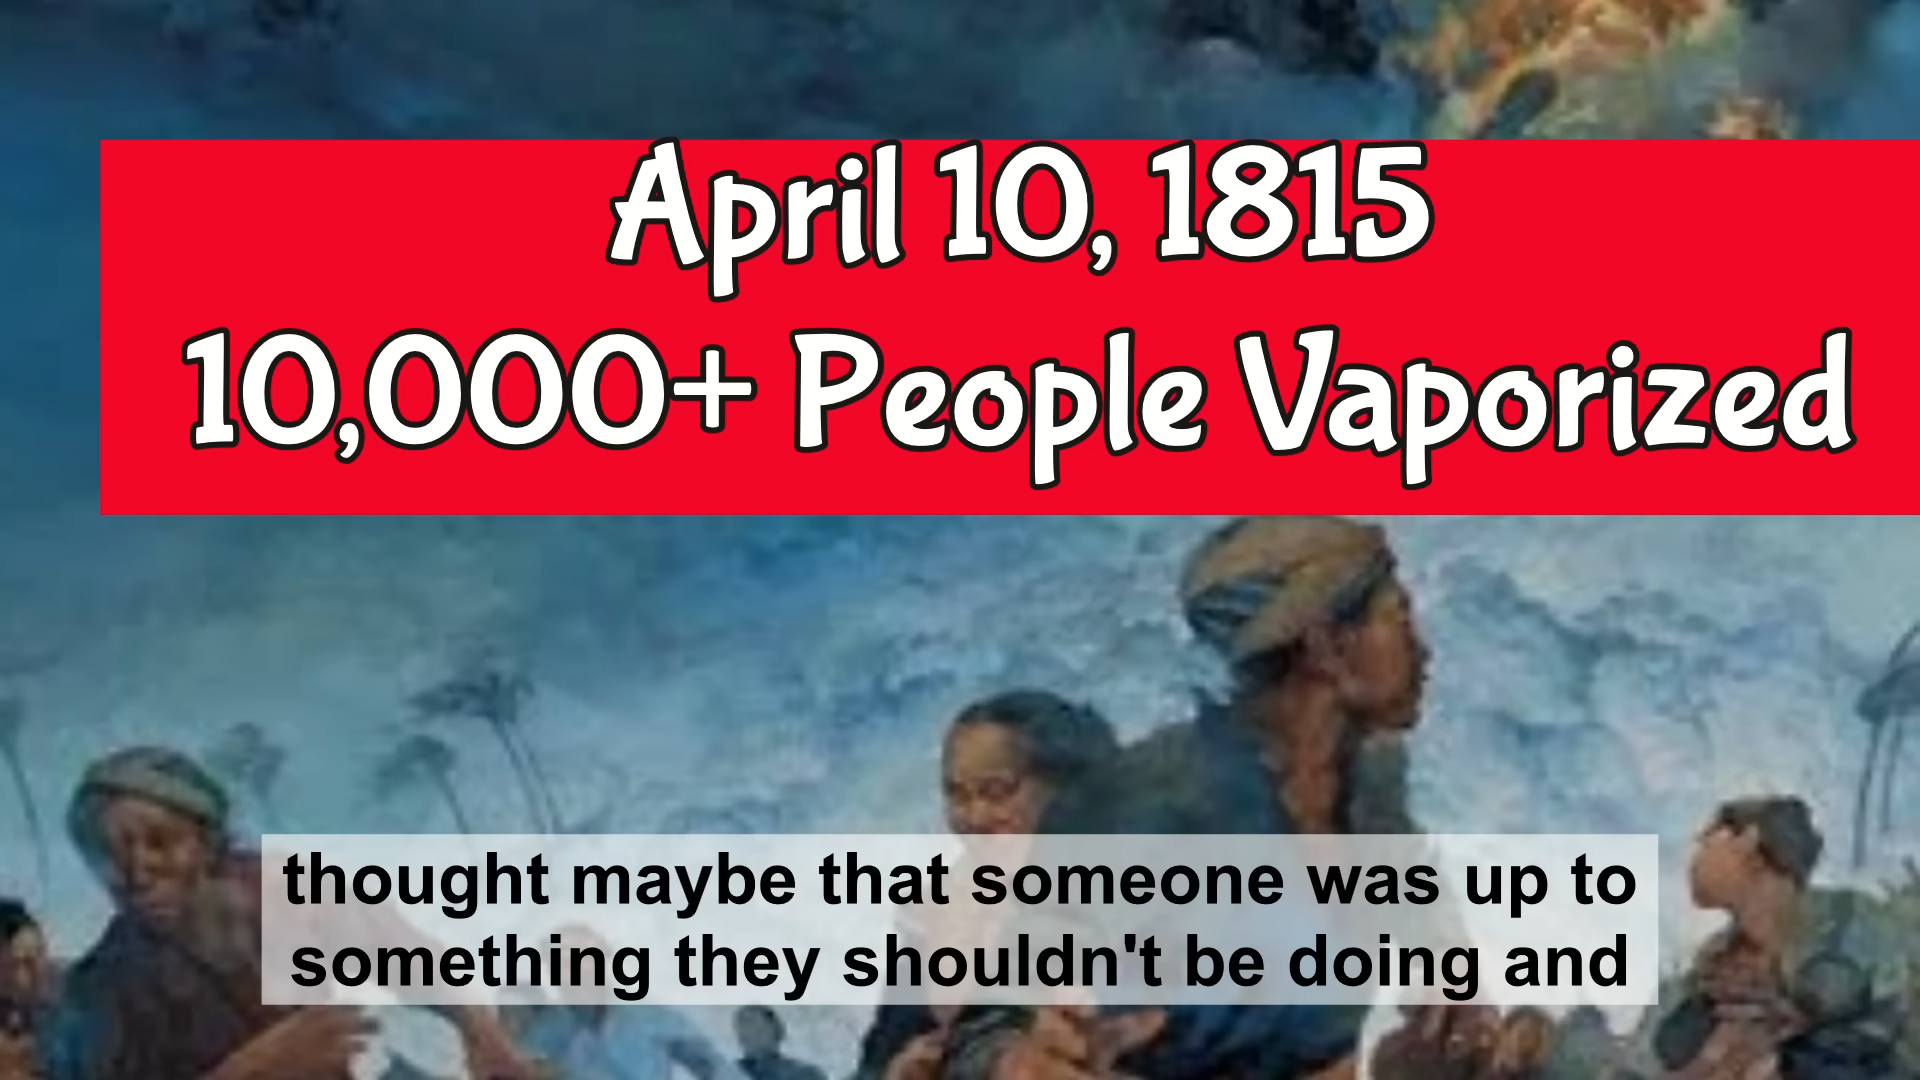 April 10, 1815
10,000+ People Vaporized
thought maybe that someone was up to
something they shouldn't be doing and